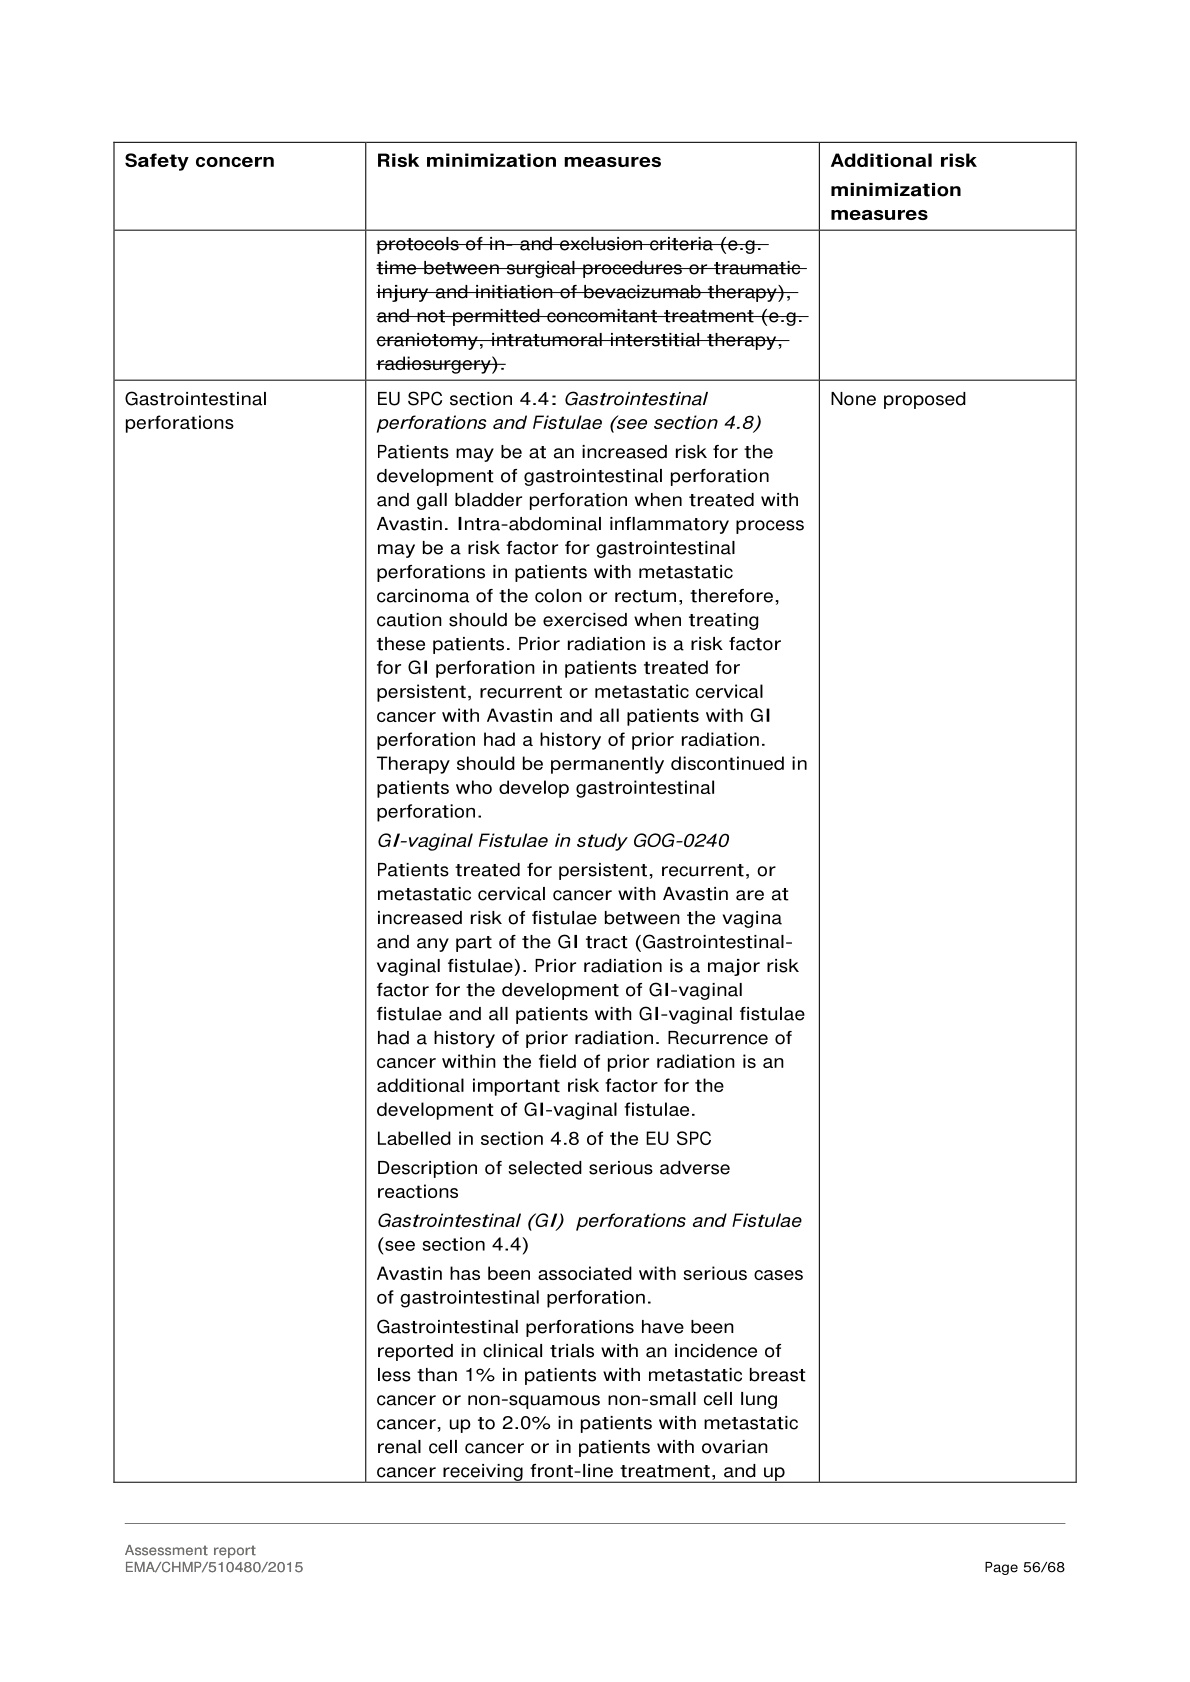 Safety concern
Risk minimization measures
Additional risk
minimization
measures
protocols of in- and exclusion criteria (e.g.
time between surgical procedures or traumatic
injury and initiation of bevacizumab therapy),
and not permitted concomitant treatment (e.g.
craniotomy, intratumoral interstitial therapy,
radiosurgery).
Gastrointestinal
perforations
EU SPC section 4.4: Gastrointestinal
perforations and Fistulae (see section 4.8)
Patients may be at an increased risk for the
development of gastrointestinal perforation
and gall bladder perforation when treated with
Avastin. Intra-abdominal inflammatory process
may be a risk factor for gastrointestinal
perforations in patients with metastatic
carcinoma of the colon or rectum, therefore,
caution should be exercised when treating
these patients. Prior radiation is a risk factor
for GI perforation in patients treated for
persistent, recurrent or metastatic cervical
cancer with Avastin and all patients with GI
perforation had a history of prior radiation.
Therapy should be permanently discontinued in
patients who develop gastrointestinal
perforation.
GI-vaginal Fistulae in study GOG-0240
Patients treated for persistent, recurrent, or
metastatic cervical cancer with Avastin are at
increased risk of fistulae between the vagina
and any part of the GI tract (Gastrointestinal-
vaginal fistulae). Prior radiation is a major risk
factor for the development of GI-vaginal
fistulae and all patients with GI-vaginal fistulae
had a history of prior radiation. Recurrence of
cancer within the field of prior radiation is an
additional important risk factor for the
development of GI-vaginal fistulae.
Labelled in section 4.8 of the EU SPC
Description of selected serious adverse
reactions
Gastrointestinal (GI)  perforations and Fistulae
(see section 4.4)
Avastin has been associated with serious cases
of gastrointestinal perforation.
Gastrointestinal perforations have been
reported in clinical trials with an incidence of
less than 1% in patients with metastatic breast
cancer or non-squamous non-small cell lung
cancer, up to 2.0% in patients with metastatic
renal cell cancer or in patients with ovarian
cancer receiving front-line treatment, and up
None proposed
Assessment report
EMA/CHMP/510480/2015
Page 56/68